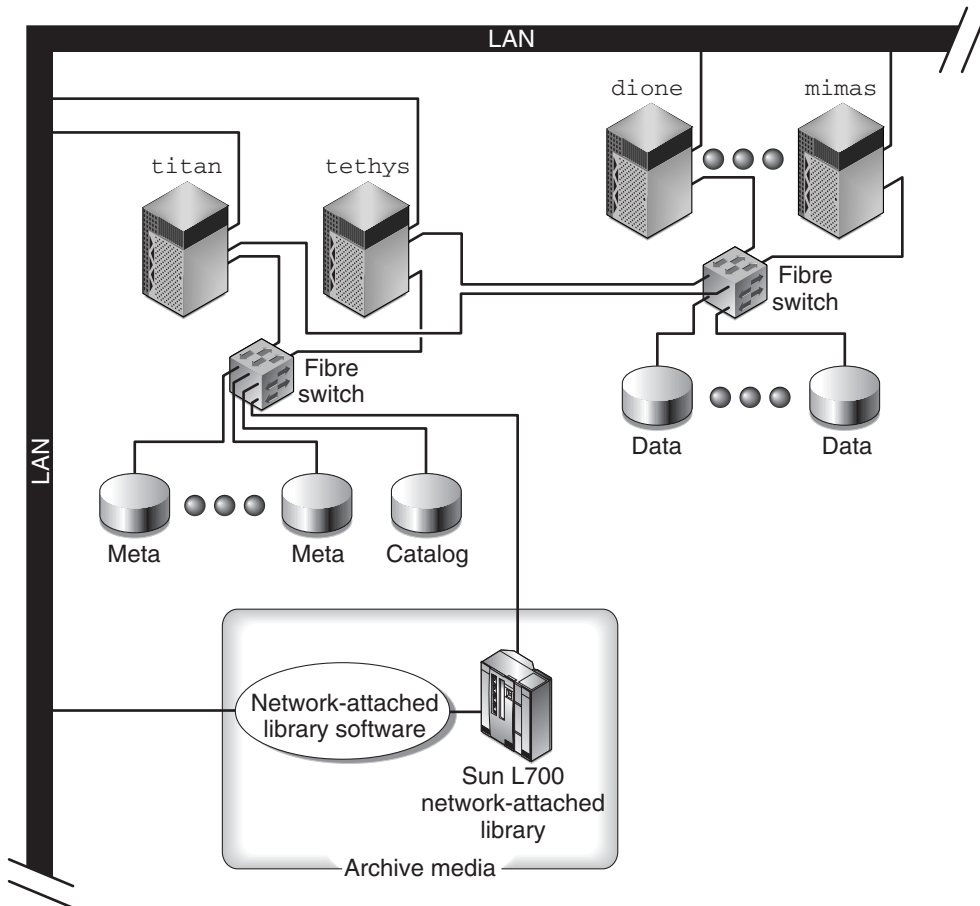 LAN
dione
mimas
titan
tethys
Fibre
switch
Fibre
switch
Data
Data
LAN
Meta
Meta
Catalog
Network-attached
library software
Sun L700
network-attached
library
Archive media